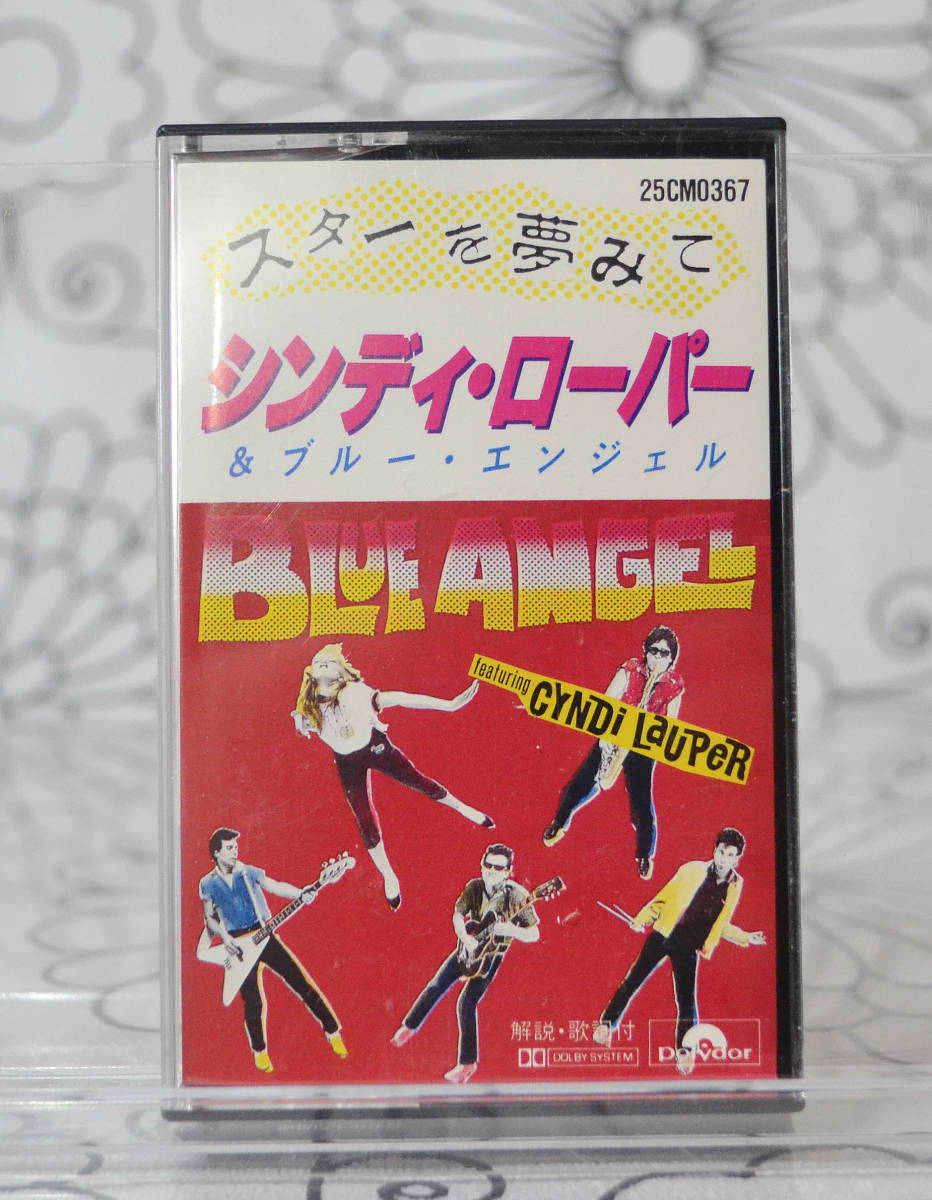 25CM0367
スターを夢みて
シンディ・ローパー
&ブルー・エンジェル
BLUE ANGEL
featuring CYNDi LauPeR
解説・歌詞付
DOLBY SYSTEM
polydor